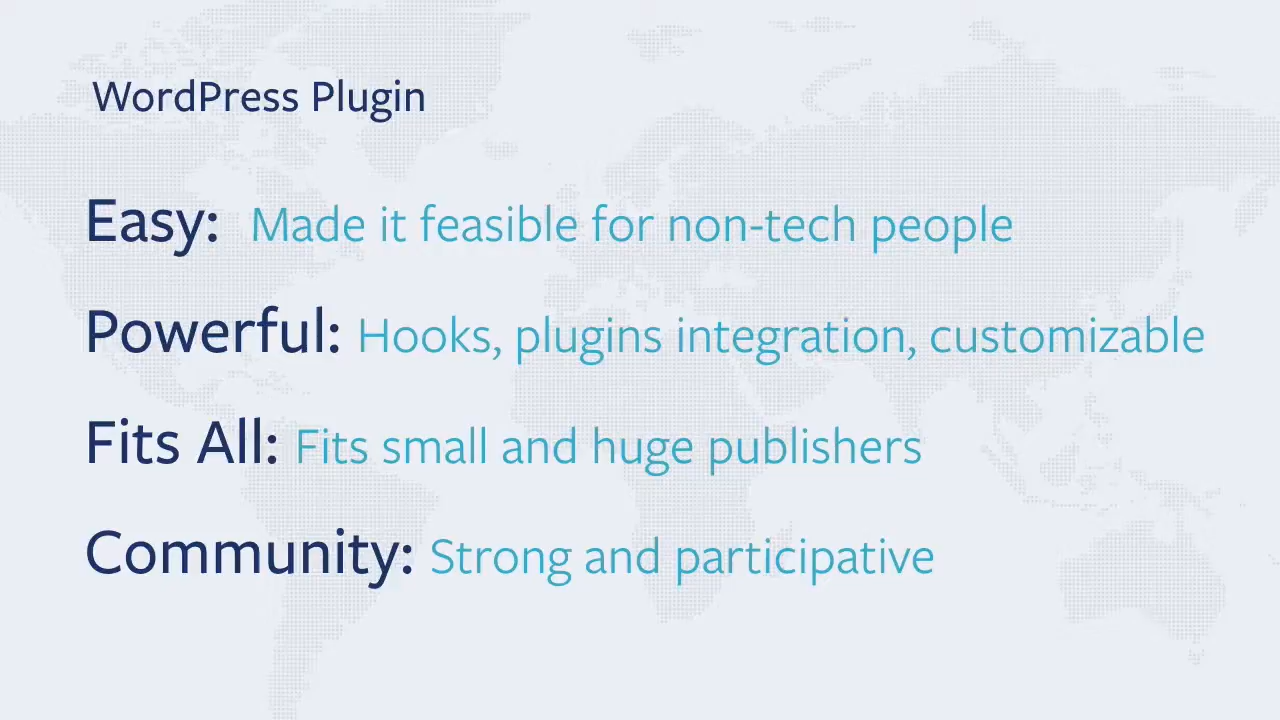 WordPress Plugin
Easy: Made it feasible for non-tech people
Powerful: Hooks, plugins integration, customizable
Fits All: Fits small and huge publishers
Community: Strong and participative